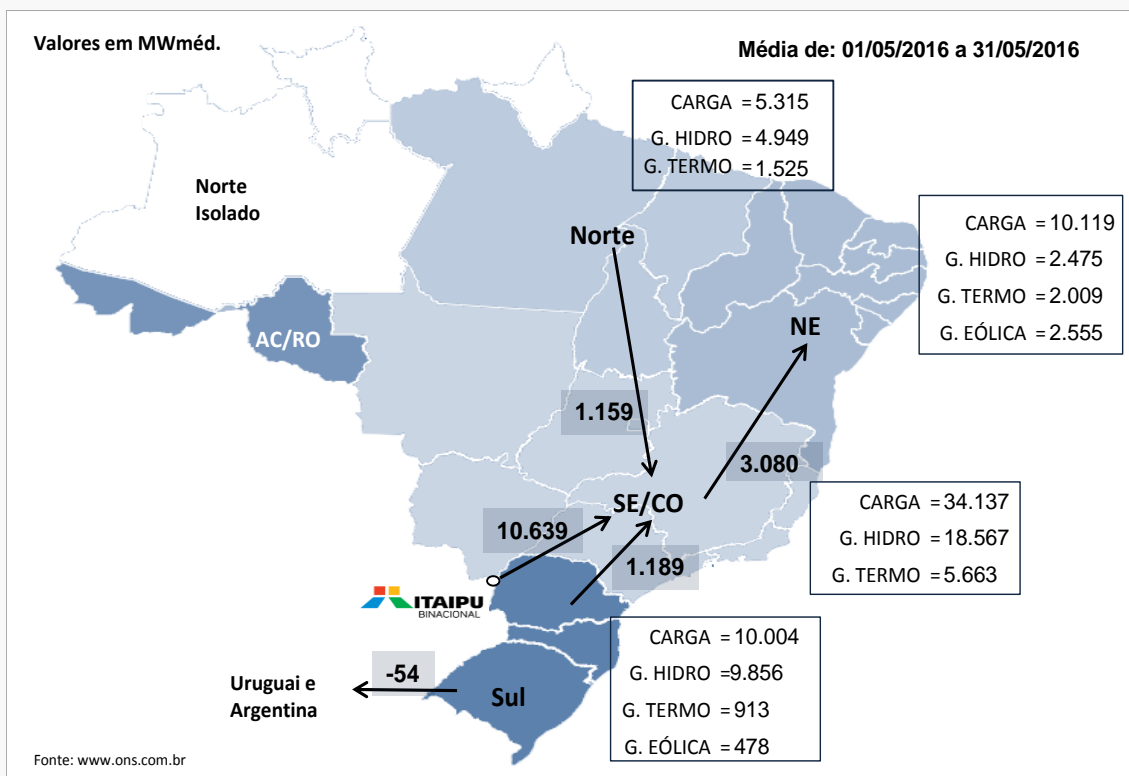 Valores em MWméd.
Média de: 01/05/2016 a 31/05/2016
CARGA = 5.315
G. HIDRO = 4.949
G. TERMO = 1.525
Norte
Isolado
Norte
CARGA = 10.119
G. HIDRO = 2.475
G. TERMO = 2.009
G. EÓLICA = 2.555
AC/RO
NE
1.159
3.080
SE/CO
10.639
1.189
CARGA = 34.137
G. HIDRO = 18.567
G. TERMO = 5.663
ITAIPU
BINACIONAL
CARGA = 10.004
G. HIDRO =9.856
G. TERMO = 913
G. EÓLICA = 478
-54
Uruguai e
Argentina
Sul
Fonte: www.ons.com.br